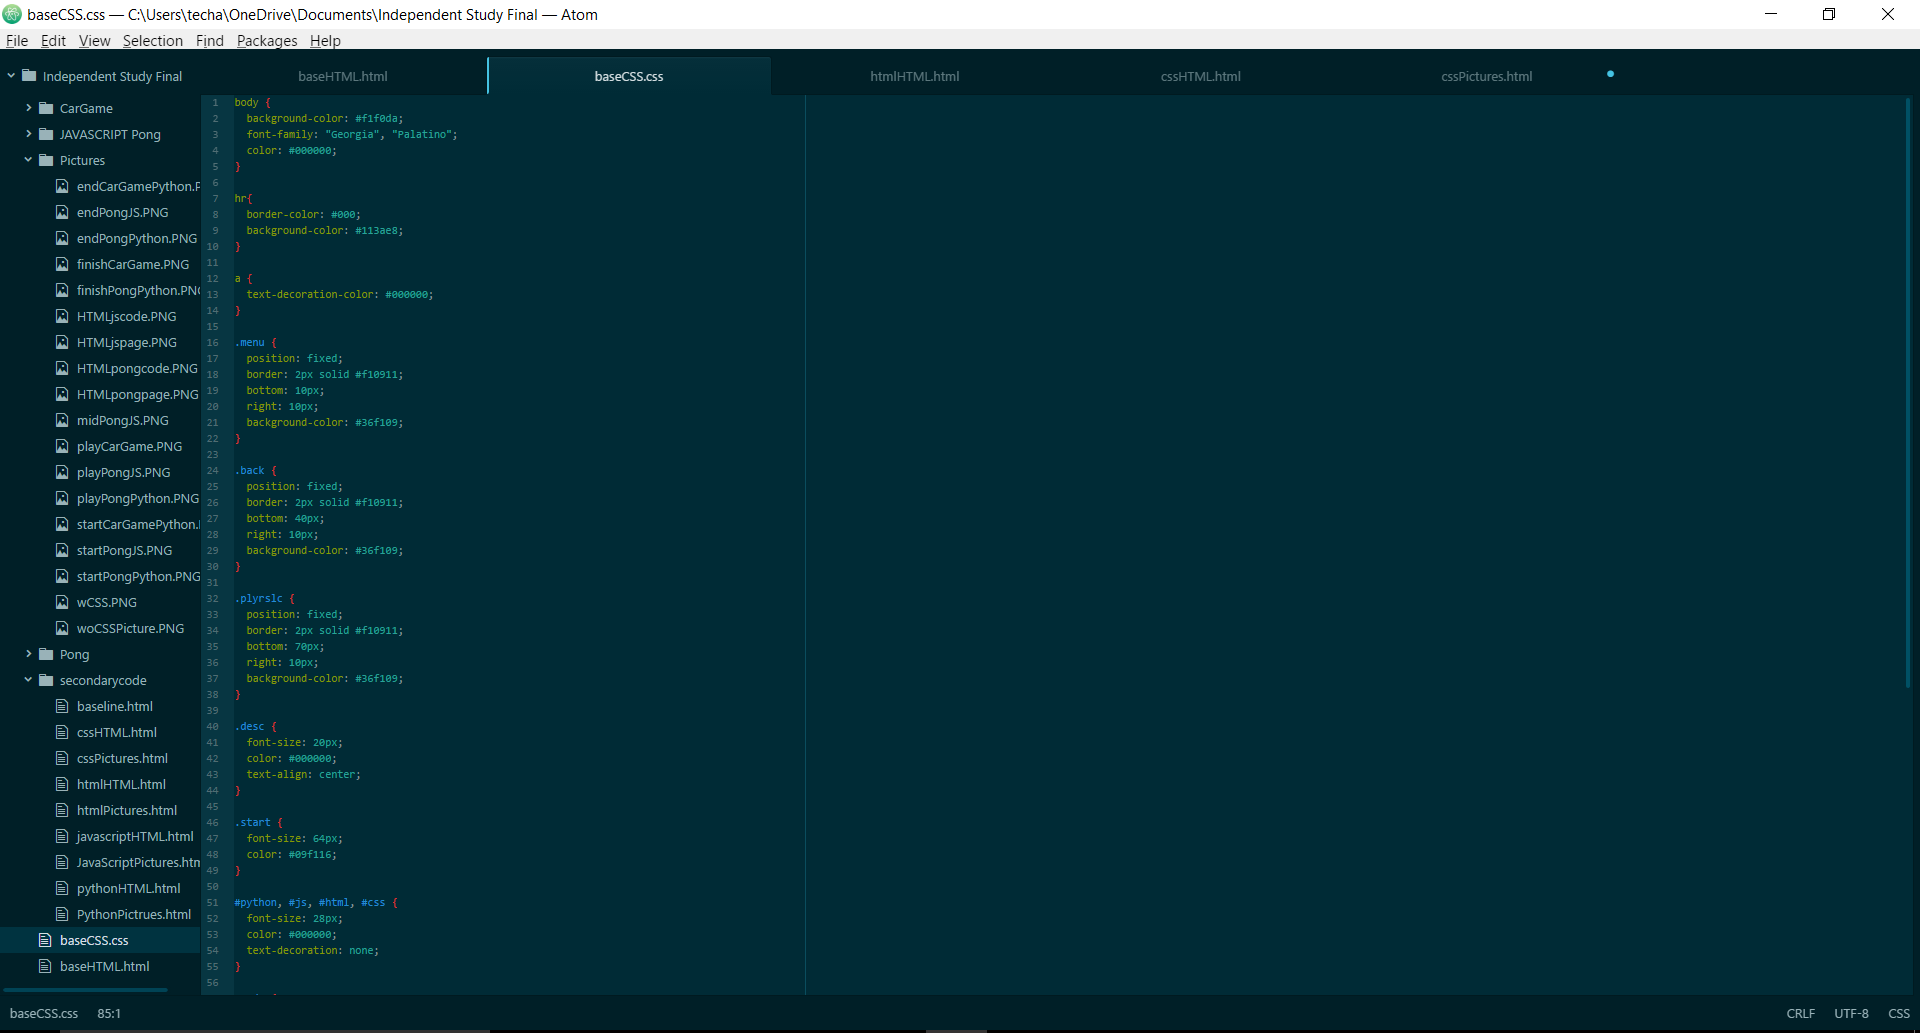 baseCSS.css — C:\Users\techa\OneDrive\Documents\Independent Study Final — Atom
File Edit View Selection Find Packages Help
Independent Study Final
CarGame
JAVASCRIPT Pong
Pictures
endCarGamePython.P
endPongJS.PNG
endPongPython.PNG
finishCarGame.PNG
finishPongPython.PN
HTMLjscode.PNG
HTMLjspage.PNG
HTMLpongcode.PNG
HTMLpongpage.PNG
midPongJS.PNG
playCarGame.PNG
playPongJS.PNG
playPongPython.PNG
startCarGamePython.
startPongJS.PNG
startPongPython.PNG
wCSS.PNG
woCSSPicture.PNG
Pong
secondarycode
baseline.html
cssHTML.html
cssPictures.html
htmlHTML.html
htmlPictures.html
javascriptHTML.html
JavaScriptPictures.htm
pythonHTML.html
PythonPictrues.html
baseCSS.css
baseHTML.html
baseHTML.html baseCSS.css htmlHTML.html cssHTML.html cssPictures.html
1 body {
2 background-color: #f1f0da;
3 font-family: "Georgia", "Palatino";
4 color: #000000;
5 }
6
7 hr{
8 border-color: #000;
9 background-color: #113ae8;
10 }
11
12 a {
13 text-decoration-color: #000000;
14 }
15
16 .menu {
17 position: fixed;
18 border: 2px solid #f10911;
19 bottom: 10px;
20 right: 10px;
21 background-color: #36f109;
22 }
23
24 .back {
25 position: fixed;
26 border: 2px solid #f10911;
27 bottom: 40px;
28 right: 10px;
29 background-color: #36f109;
30 }
31
32 .plyrslc {
33 position: fixed;
34 border: 2px solid #f10911;
35 bottom: 70px;
36 right: 10px;
37 background-color: #36f109;
38 }
39
40 .desc {
41 font-size: 20px;
42 color: #000000;
43 text-align: center;
44 }
45
46 .start {
47 font-size: 64px;
48 color: #09f116;
49 }
50
51 #python, #js, #html, #css {
52 font-size: 28px;
53 color: #000000;
54 text-decoration: none;
55 }
56
baseCSS.css 85:1 CRLF UTF-8 CSS